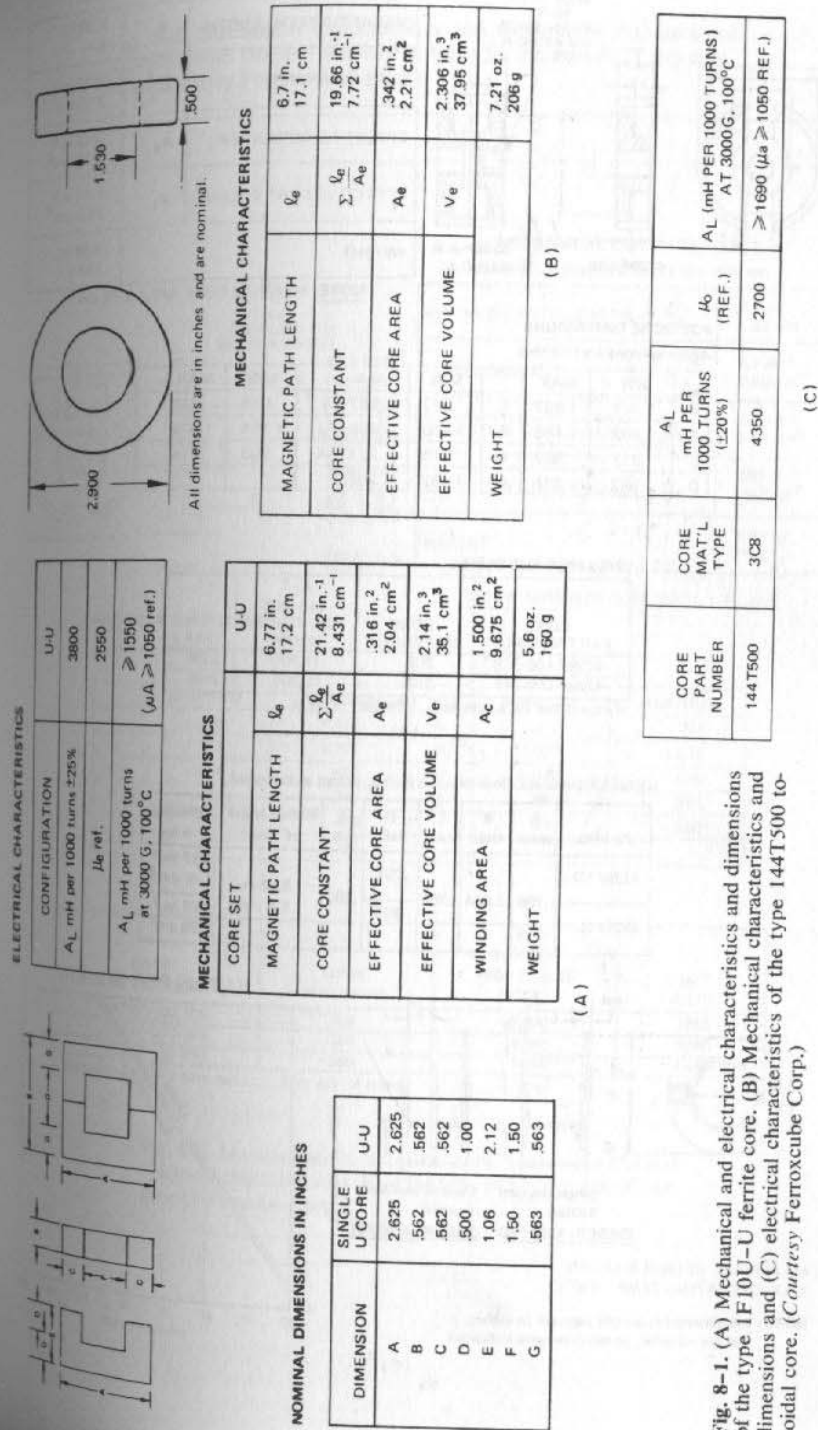 ELECTRICAL CHARACTERISTICS
CONFIGURATION U-U
AL mH per 1000 turns ±25% 3800
μe ref. 2550
AL mH per 1000 turns at 3000 G, 100°C ⩾ 1550 (μA ⩾ 1050 ref.)
2.900
1.530
.500
All dimensions are in inches and are nominal.
NOMINAL DIMENSIONS IN INCHES
DIMENSION SINGLE U CORE U-U
A 2.625 2.625
B .562 .562
C .562 .562
D .500 1.00
E 1.06 2.12
F 1.50 1.50
G .563 .563
MECHANICAL CHARACTERISTICS
CORE SET U-U
MAGNETIC PATH LENGTH ℓe 6.77 in. 17.2 cm
CORE CONSTANT Σ ℓe/Ae 21.42 in.-1 8.431 cm-1
EFFECTIVE CORE AREA Ae .316 in.2 2.04 cm2
EFFECTIVE CORE VOLUME Ve 2.14 in.3 35.1 cm3
WINDING AREA Ac 1.500 in.2 9.675 cm2
WEIGHT 5.6 oz. 160 g
(A)
MECHANICAL CHARACTERISTICS
MAGNETIC PATH LENGTH ℓe 6.7 in. 17.1 cm
CORE CONSTANT Σ ℓe/Ae 19.66 in.-1 7.72 cm-1
EFFECTIVE CORE AREA Ae .342 in.2 2.21 cm2
EFFECTIVE CORE VOLUME Ve 2.306 in.3 37.95 cm3
WEIGHT 7.21 oz. 206 g
(B)
CORE PART NUMBER CORE MAT'L TYPE AL mH PER 1000 TURNS (±20%) μo (REF.) AL (mH PER 1000 TURNS) AT 3000G, 100°C
144T500 3C8 4350 2700 ⩾1690 (μa ⩾ 1050 REF.)
(C)
Fig. 8–1. (A) Mechanical and electrical characteristics and dimensions
of the type 1F10U–U ferrite core. (B) Mechanical characteristics and
dimensions and (C) electrical characteristics of the type 144T500 to-
roidal core. (Courtesy Ferroxcube Corp.)